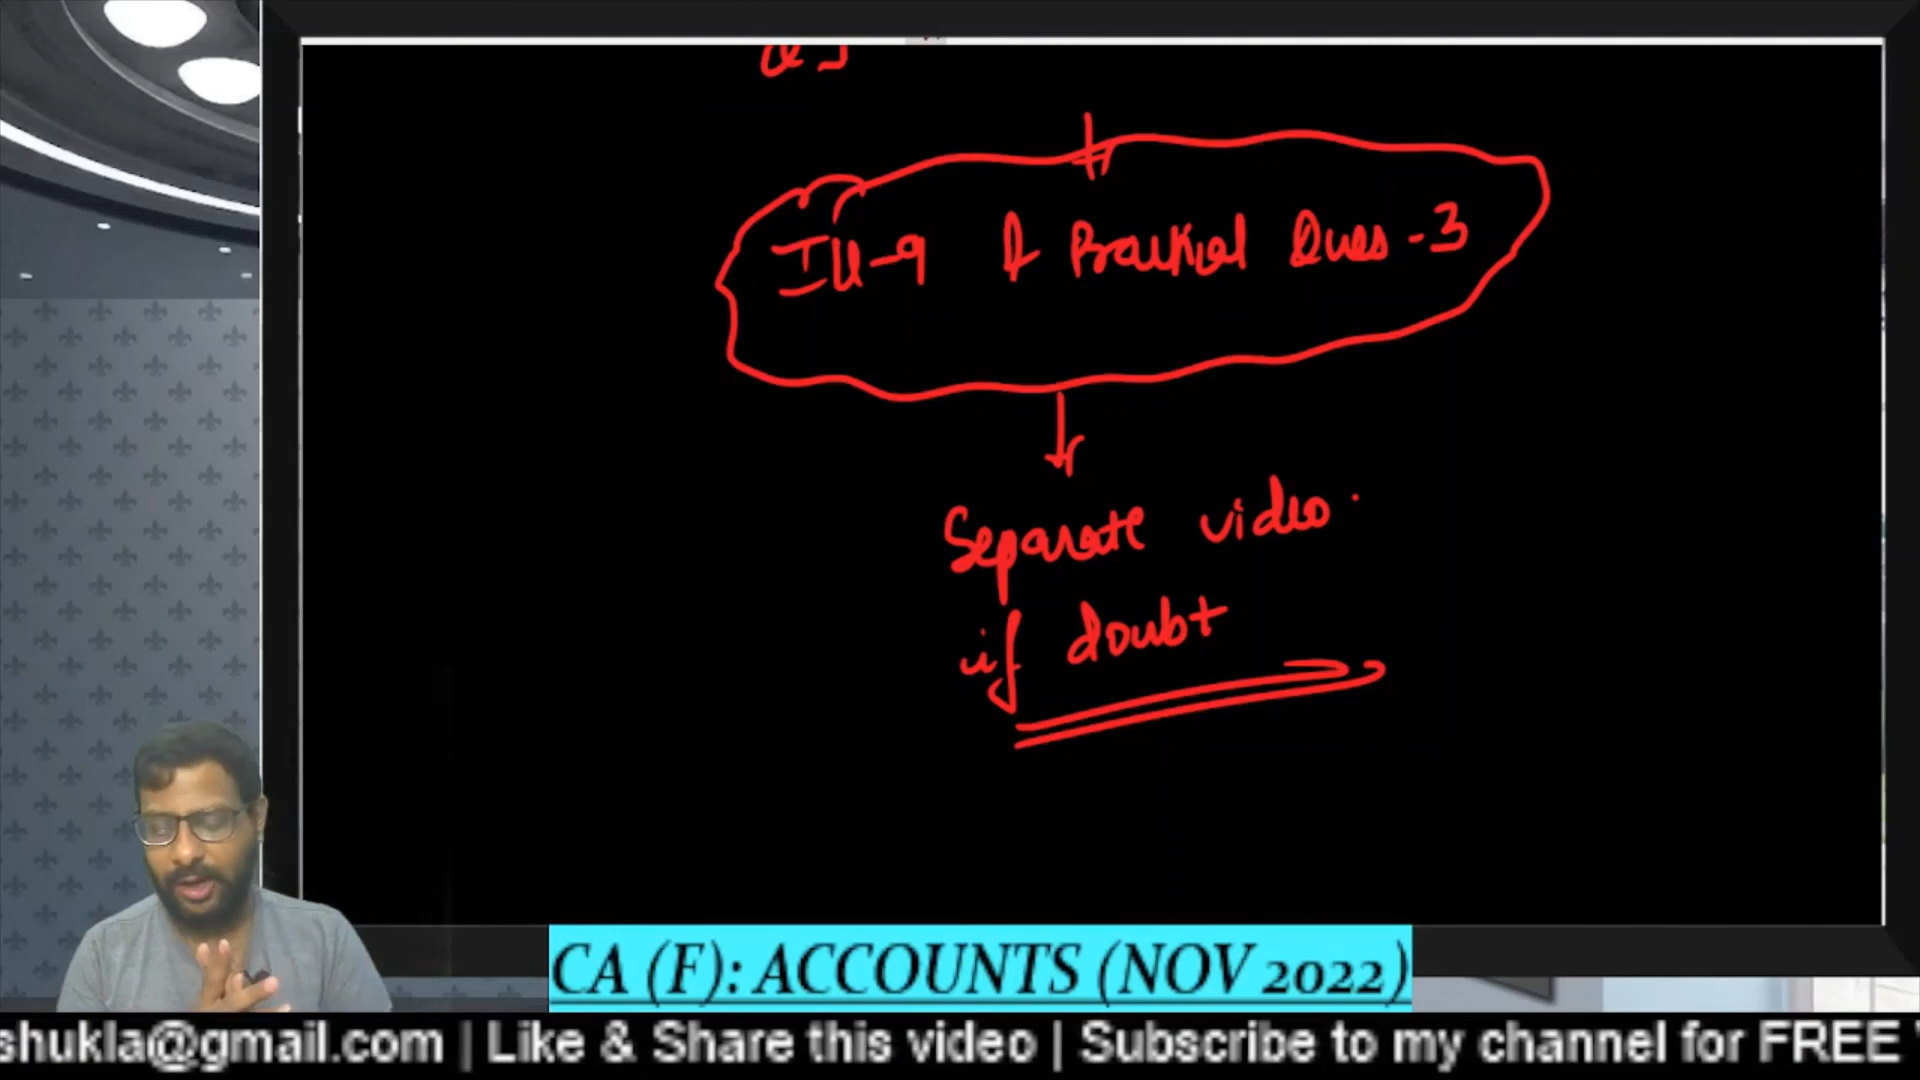 Ill-9 & Practical Ques-3
Separate video.
if doubt
CA (F): ACCOUNTS (NOV 2022)
shukla@gmail.com | Like & Share this video | Subscribe to my channel for FREE